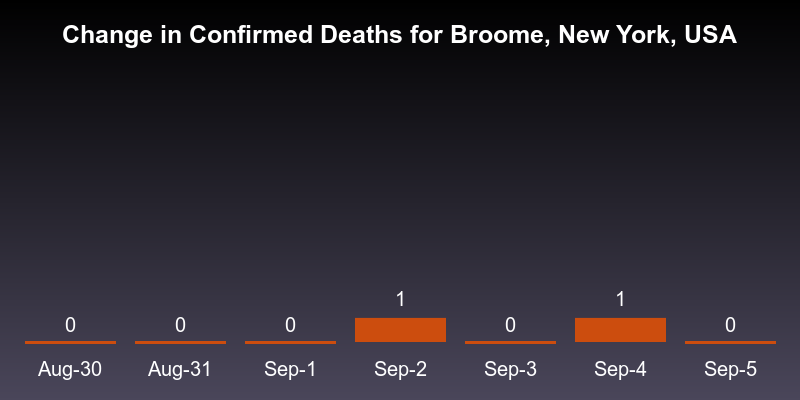 Change in Confirmed Deaths for Broome, New York, USA
1 1
0 0 0 0 0
Aug-30 Aug-31 Sep-1 Sep-2 Sep-3 Sep-4 Sep-5